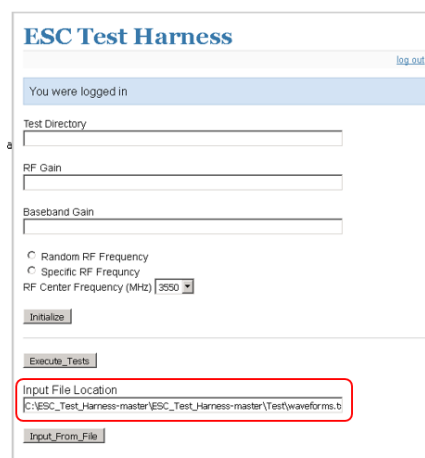 ESC Test Harness
log out
You were logged in
Test Directory
RF Gain
Baseband Gain
Random RF Frequency
Specific RF Frequncy
RF Center Frequency (MHz) 3550
Initialize
Execute_Tests
Input File Location
C:\ESC_Test_Harness-master\ESC_Test_Harness-master\Test\waveforms.t
Input_From_File